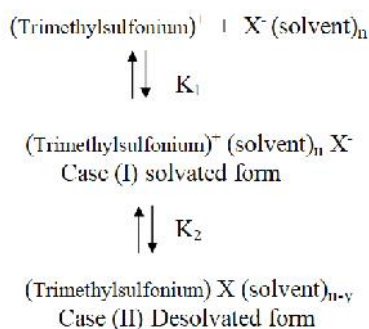 (Trimethylsulfonium)⁺ + X⁻ (solvent)n
K₁
(Trimethylsulfonium)⁺ (solvent)n X⁻
Case (I) solvated form
K₂
(Trimethylsulfonium) X (solvent)n-y
Case (II) Desolvated form